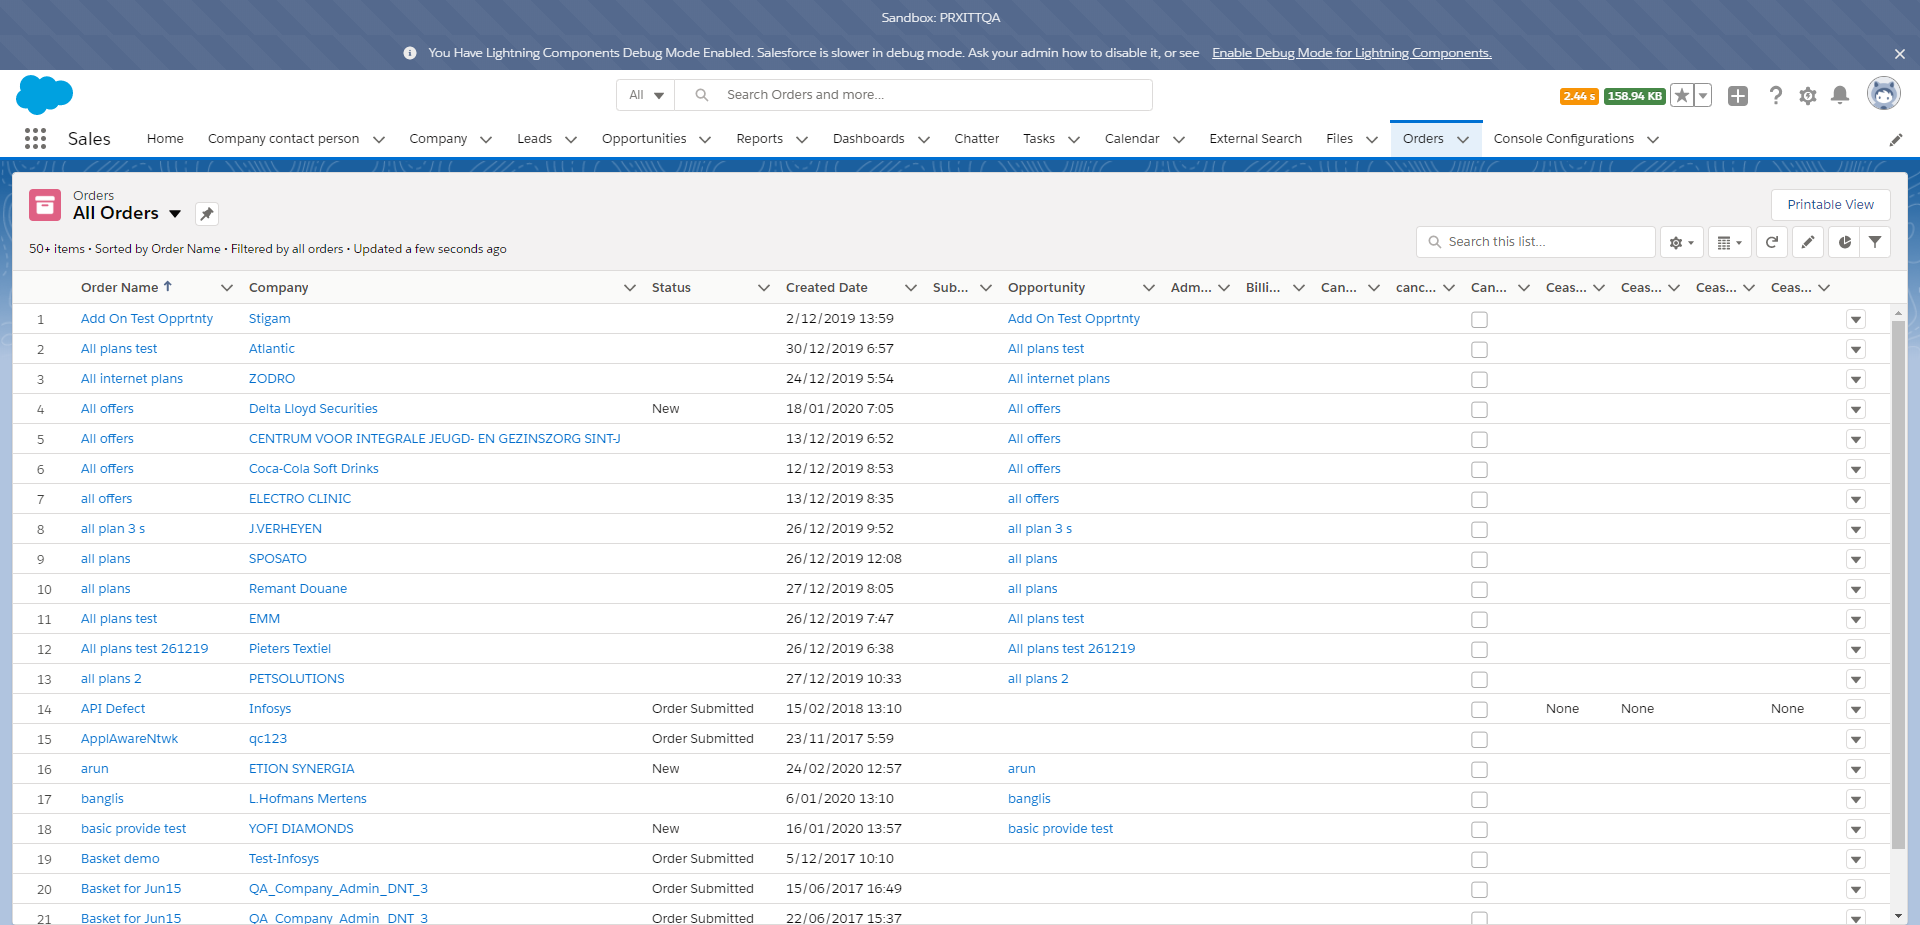 Sandbox: PRXITTQA
You Have Lightning Components Debug Mode Enabled. Salesforce is slower in debug mode. Ask your admin how to disable it, or see Enable Debug Mode for Lightning Components.
All Search Orders and more... 2.44 s 158.94 KB
Sales Home Company contact person Company Leads Opportunities Reports Dashboards Chatter Tasks Calendar External Search Files Orders Console Configurations
Orders
All Orders
Printable View
50+ items • Sorted by Order Name • Filtered by all orders • Updated a few seconds ago
Search this list...
Order Name Company Status Created Date Sub... Opportunity Adm... Billi... Can... canc... Can... Ceas... Ceas... Ceas... Ceas...
1 Add On Test Opprtnty Stigam 2/12/2019 13:59 Add On Test Opprtnty
2 All plans test Atlantic 30/12/2019 6:57 All plans test
3 All internet plans ZODRO 24/12/2019 5:54 All internet plans
4 All offers Delta Lloyd Securities New 18/01/2020 7:05 All offers
5 All offers CENTRUM VOOR INTEGRALE JEUGD- EN GEZINSZORG SINT-J 13/12/2019 6:52 All offers
6 All offers Coca-Cola Soft Drinks 12/12/2019 8:53 All offers
7 all offers ELECTRO CLINIC 13/12/2019 8:35 all offers
8 all plan 3 s J.VERHEYEN 26/12/2019 9:52 all plan 3 s
9 all plans SPOSATO 26/12/2019 12:08 all plans
10 all plans Remant Douane 27/12/2019 8:05 all plans
11 All plans test EMM 26/12/2019 7:47 All plans test
12 All plans test 261219 Pieters Textiel 26/12/2019 6:38 All plans test 261219
13 all plans 2 PETSOLUTIONS 27/12/2019 10:33 all plans 2
14 API Defect Infosys Order Submitted 15/02/2018 13:10 None None None
15 ApplAwareNtwk qc123 Order Submitted 23/11/2017 5:59
16 arun ETION SYNERGIA New 24/02/2020 12:57 arun
17 banglis L.Hofmans Mertens 6/01/2020 13:10 banglis
18 basic provide test YOFI DIAMONDS New 16/01/2020 13:57 basic provide test
19 Basket demo Test-Infosys Order Submitted 5/12/2017 10:10
20 Basket for Jun15 QA_Company_Admin_DNT_3 Order Submitted 15/06/2017 16:49
21 Basket for Jun15 QA_Company_Admin_DNT_3 Order Submitted 22/06/2017 15:37